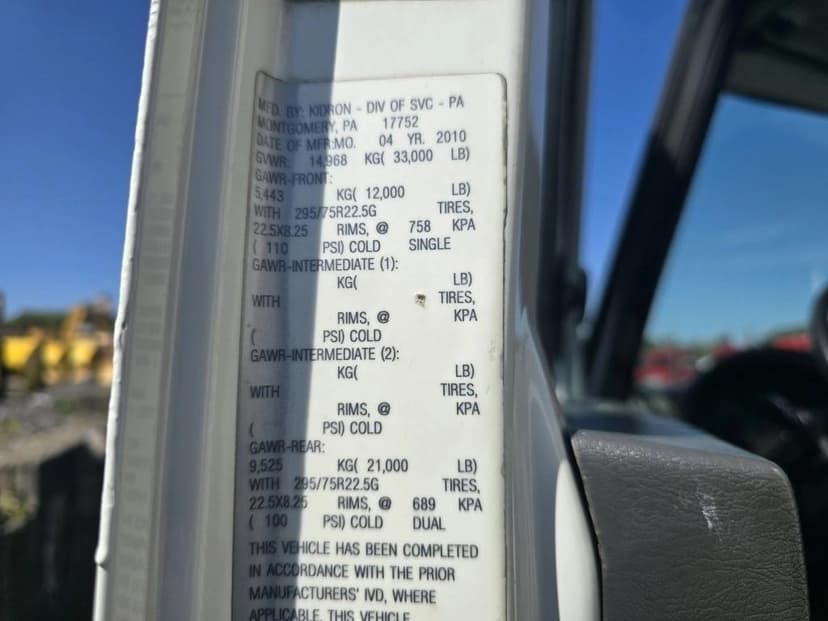 MFD. BY: KIDRON - DIV OF SVC - PA
MONTGOMERY, PA 17752
DATE OF MFR:MO. 04 YR. 2010
GVWR: 14,968 KG( 33,000 LB)
GAWR-FRONT:
5,443 KG( 12,000 LB)
WITH 295/75R22.5G TIRES,
22.5X8.25 RIMS, @ 758 KPA
( 110 PSI) COLD SINGLE
GAWR-INTERMEDIATE (1):
KG( LB)
WITH TIRES,
RIMS, @ KPA
( PSI) COLD
GAWR-INTERMEDIATE (2):
KG( LB)
WITH TIRES,
RIMS, @ KPA
( PSI) COLD
GAWR-REAR:
9,525 KG( 21,000 LB)
WITH 295/75R22.5G TIRES,
22.5X8.25 RIMS, @ 689 KPA
( 100 PSI) COLD DUAL
THIS VEHICLE HAS BEEN COMPLETED
IN ACCORDANCE WITH THE PRIOR
MANUFACTURERS' IVD, WHERE
APPLICABLE. THIS VEHICLE